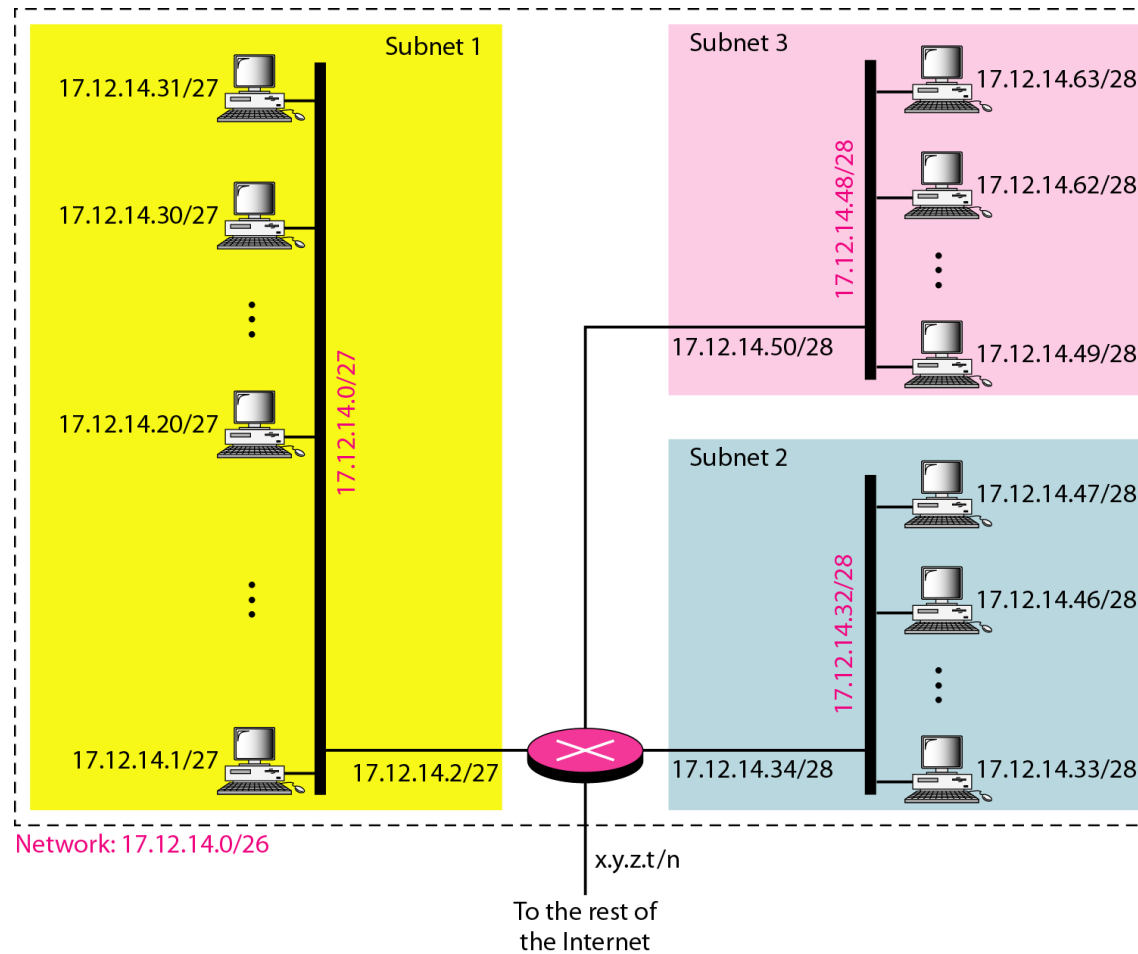 Subnet 1
17.12.14.31/27
17.12.14.30/27
17.12.14.20/27
17.12.14.0/27
17.12.14.1/27
17.12.14.2/27
Subnet 3
17.12.14.63/28
17.12.14.62/28
17.12.14.48/28
17.12.14.49/28
17.12.14.50/28
Subnet 2
17.12.14.47/28
17.12.14.46/28
17.12.14.32/28
17.12.14.33/28
17.12.14.34/28
Network: 17.12.14.0/26
x.y.z.t/n
To the rest of
the Internet